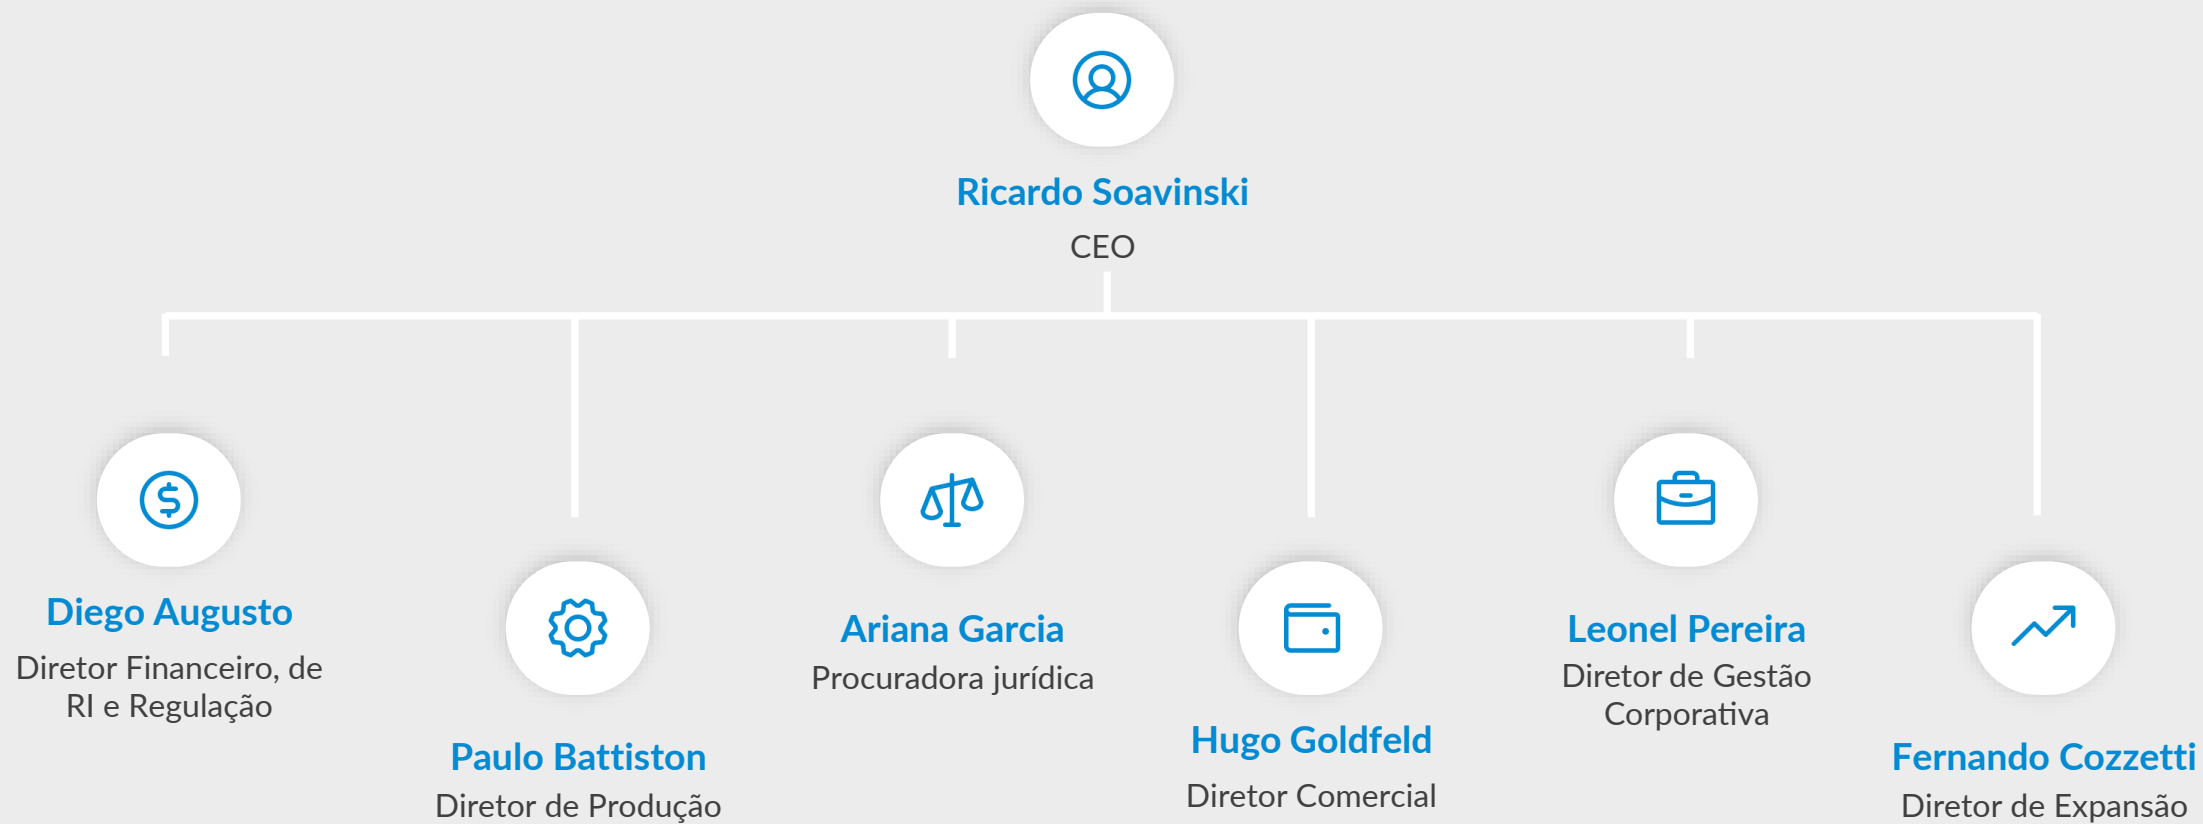 Ricardo Soavinski
CEO
Diego Augusto
Diretor Financeiro, de
RI e Regulação
Paulo Battiston
Diretor de Produção
Ariana Garcia
Procuradora jurídica
Hugo Goldfeld
Diretor Comercial
Leonel Pereira
Diretor de Gestão
Corporativa
Fernando Cozzetti
Diretor de Expansão